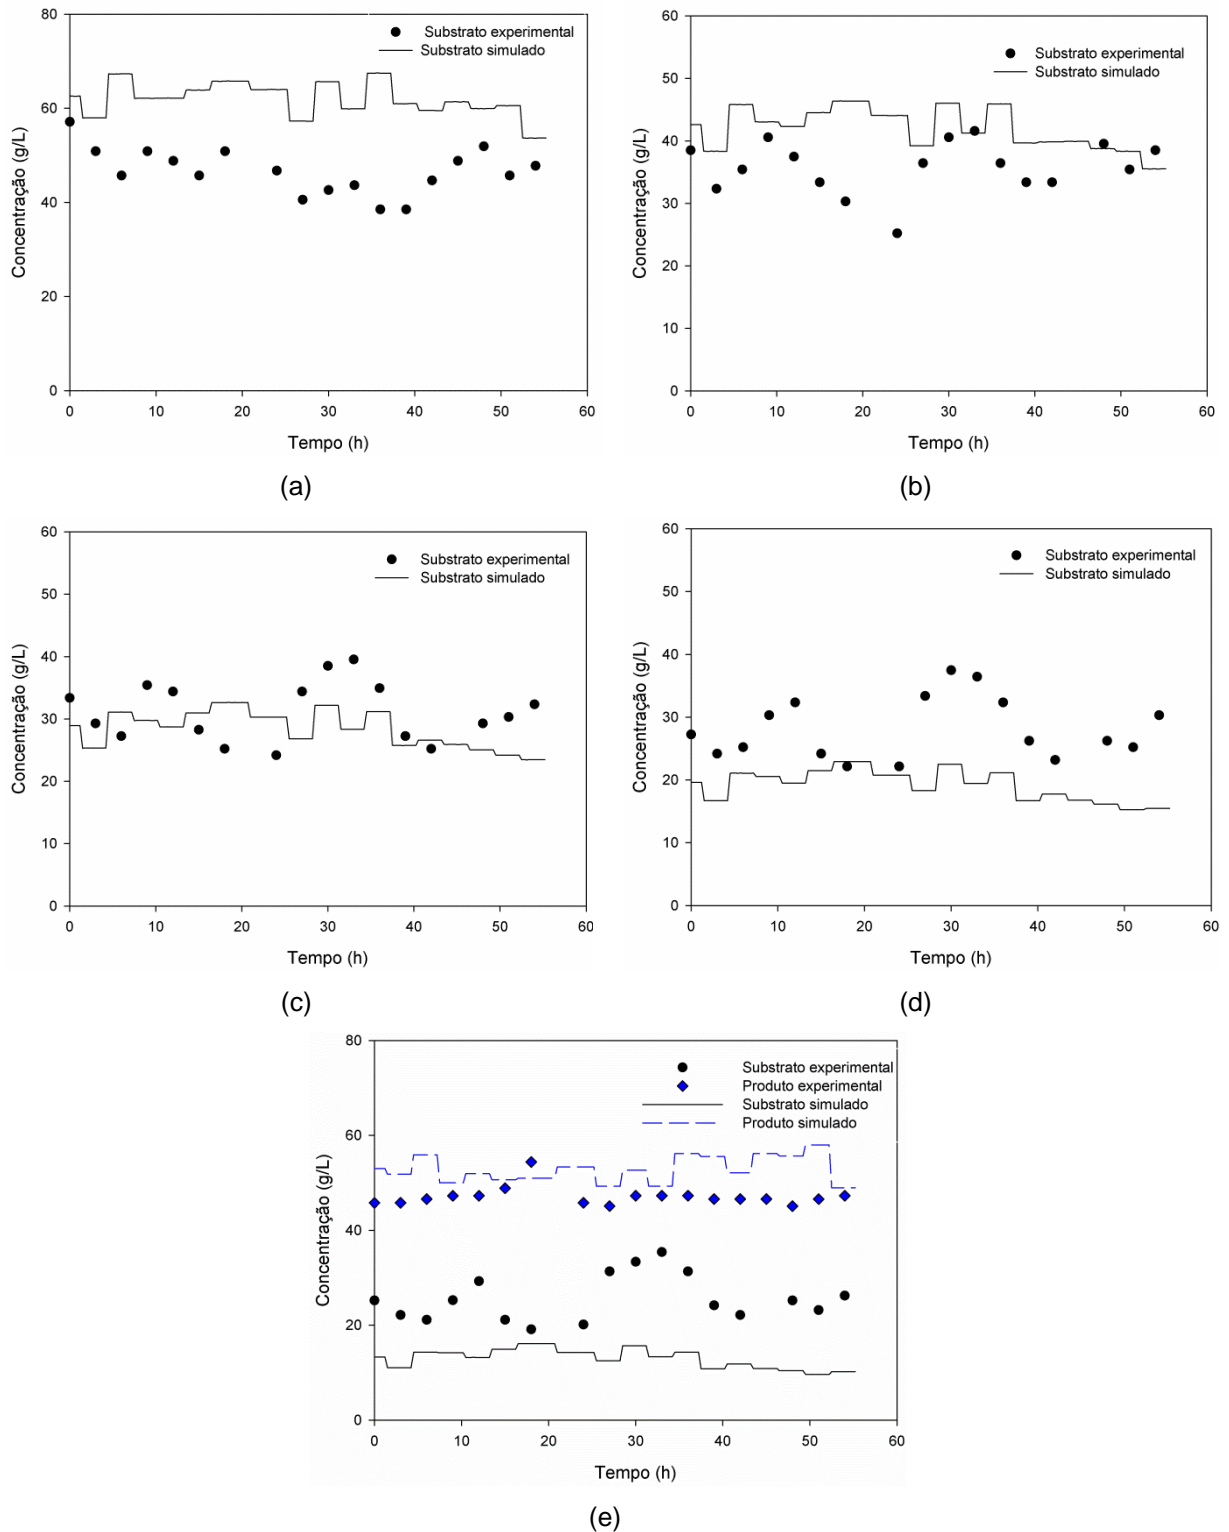 Substrato experimental
Substrato simulado
Concentração (g/L)
80
60
40
20
0
0 10 20 30 40 50 60
Tempo (h)
(a)
Substrato experimental
Substrato simulado
Concentração (g/L)
60
50
40
30
20
10
0
0 10 20 30 40 50 60
Tempo (h)
(b)
Substrato experimental
Substrato simulado
Concentração (g/L)
60
50
40
30
20
10
0
0 10 20 30 40 50 60
Tempo (h)
(c)
Substrato experimental
Substrato simulado
Concentração (g/L)
60
50
40
30
20
10
0
0 10 20 30 40 50 60
Tempo (h)
(d)
Substrato experimental
Produto experimental
Substrato simulado
Produto simulado
Concentração (g/L)
80
60
40
20
0
0 10 20 30 40 50 60
Tempo (h)
(e)